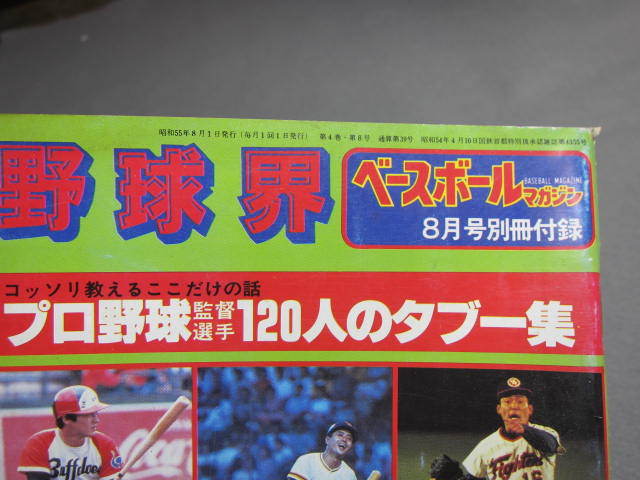 昭和55年8月1日発行(毎月1回1日発行) 第4巻・第8号 通算第39号 昭和54年4月10日国鉄首都特別扱承認雑誌第4555号
野球界
ベースボールマガジン
BASEBALL MAGAZINE
8月号別冊付録
コッソリ教えるここだけの話
プロ野球監督選手120人のタブー集
Coca
Buffaloes
Fighters
16